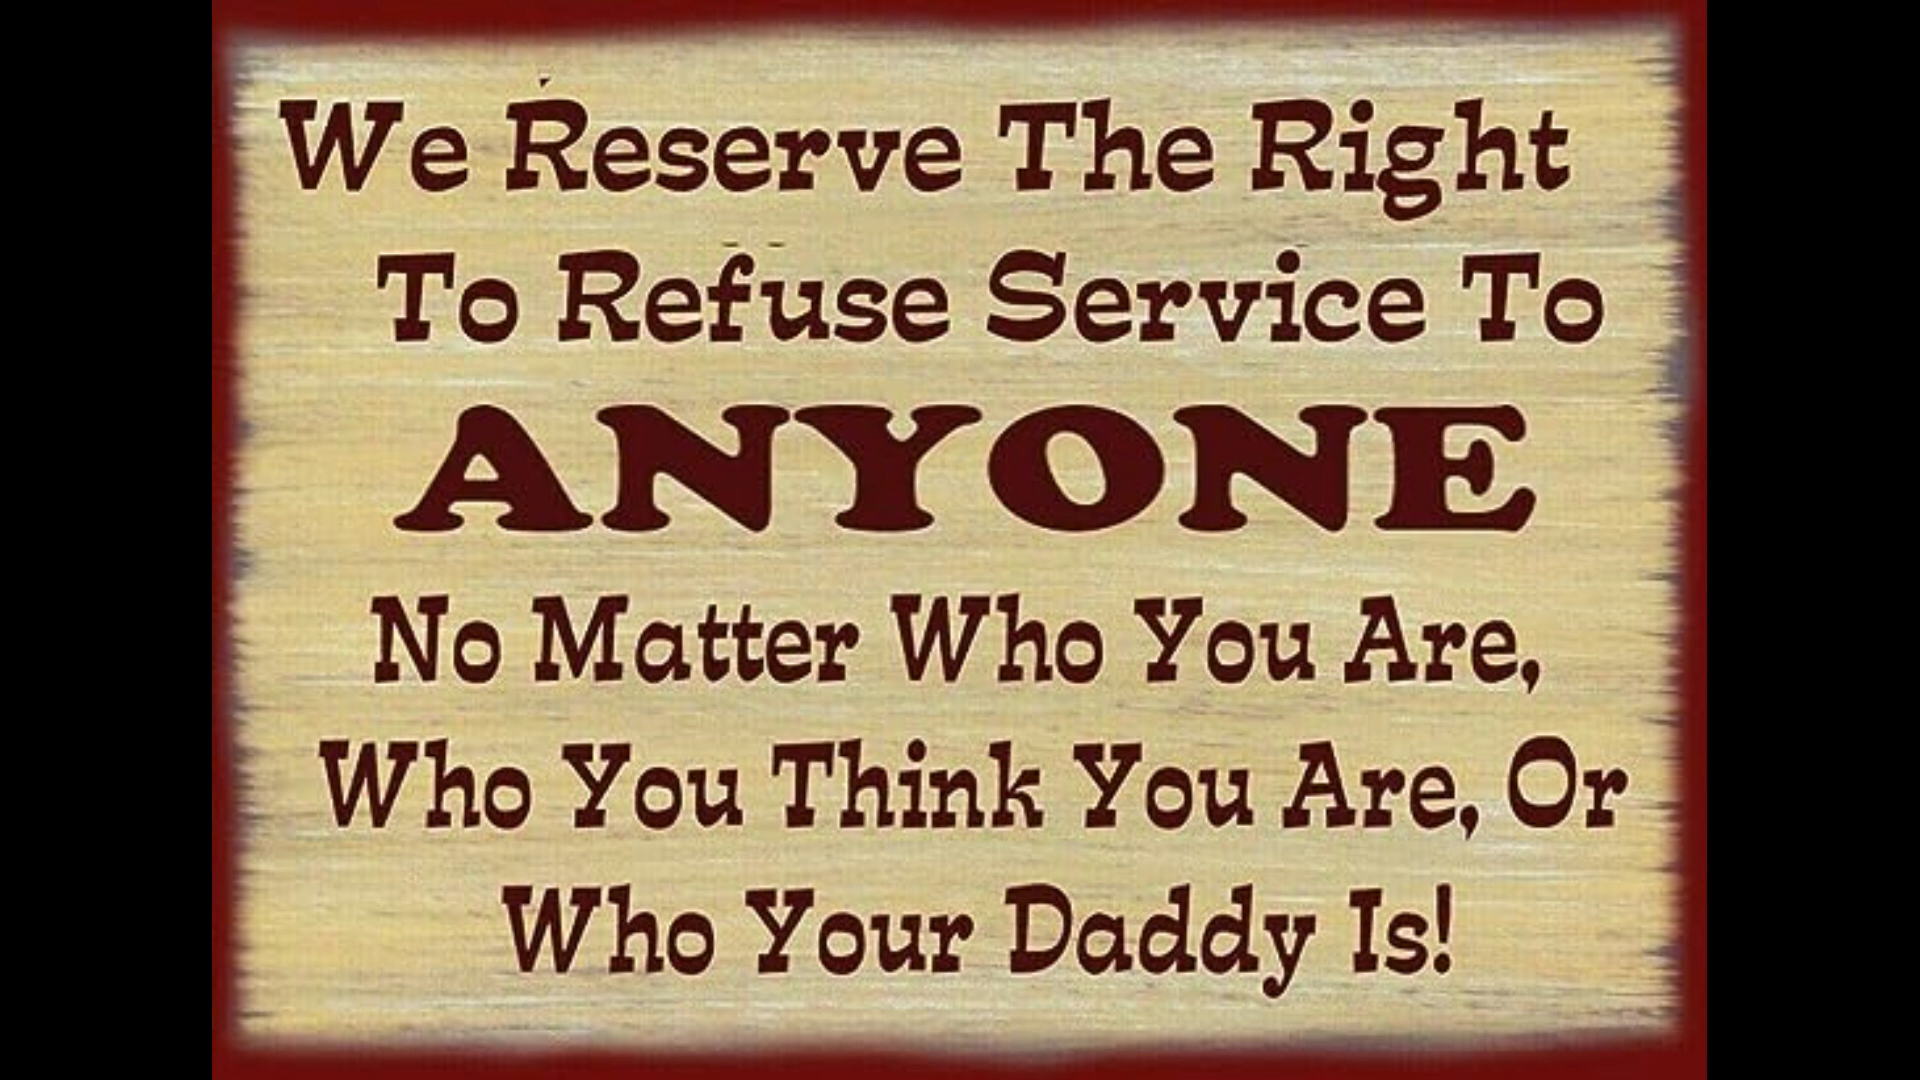 We Reserve The Right
To Refuse Service To
ANYONE
No Matter Who You Are,
Who You Think You Are, Or
Who Your Daddy Is!